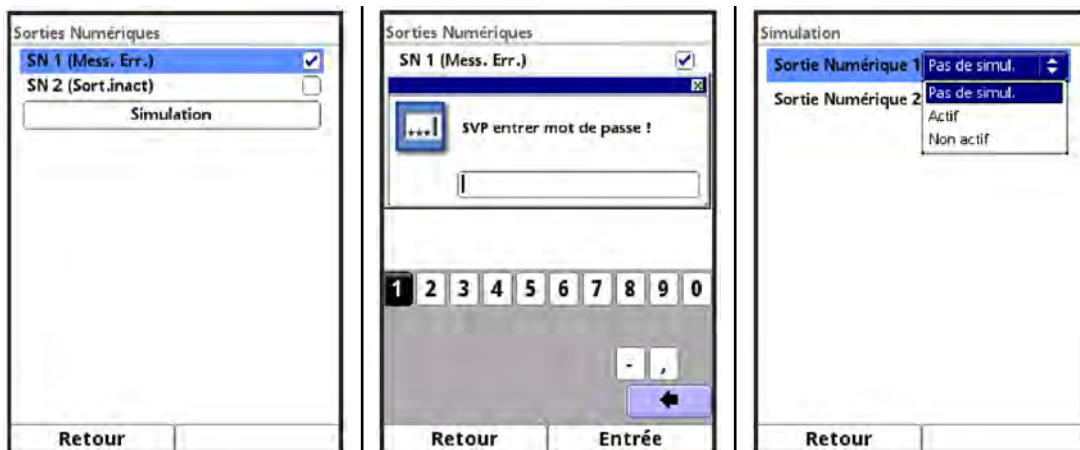 Sorties Numériques
SN 1 (Mess. Err.)
SN 2 (Sort.inact)
Simulation
Retour
Sorties Numériques
SN 1 (Mess. Err.)
...I
SVP entrer mot de passe !
1 2 3 4 5 6 7 8 9 0
- ,
Retour Entrée
Simulation
Sortie Numérique 1 Pas de simul.
Sortie Numérique 2 Pas de simul.
Actif
Non actif
Retour